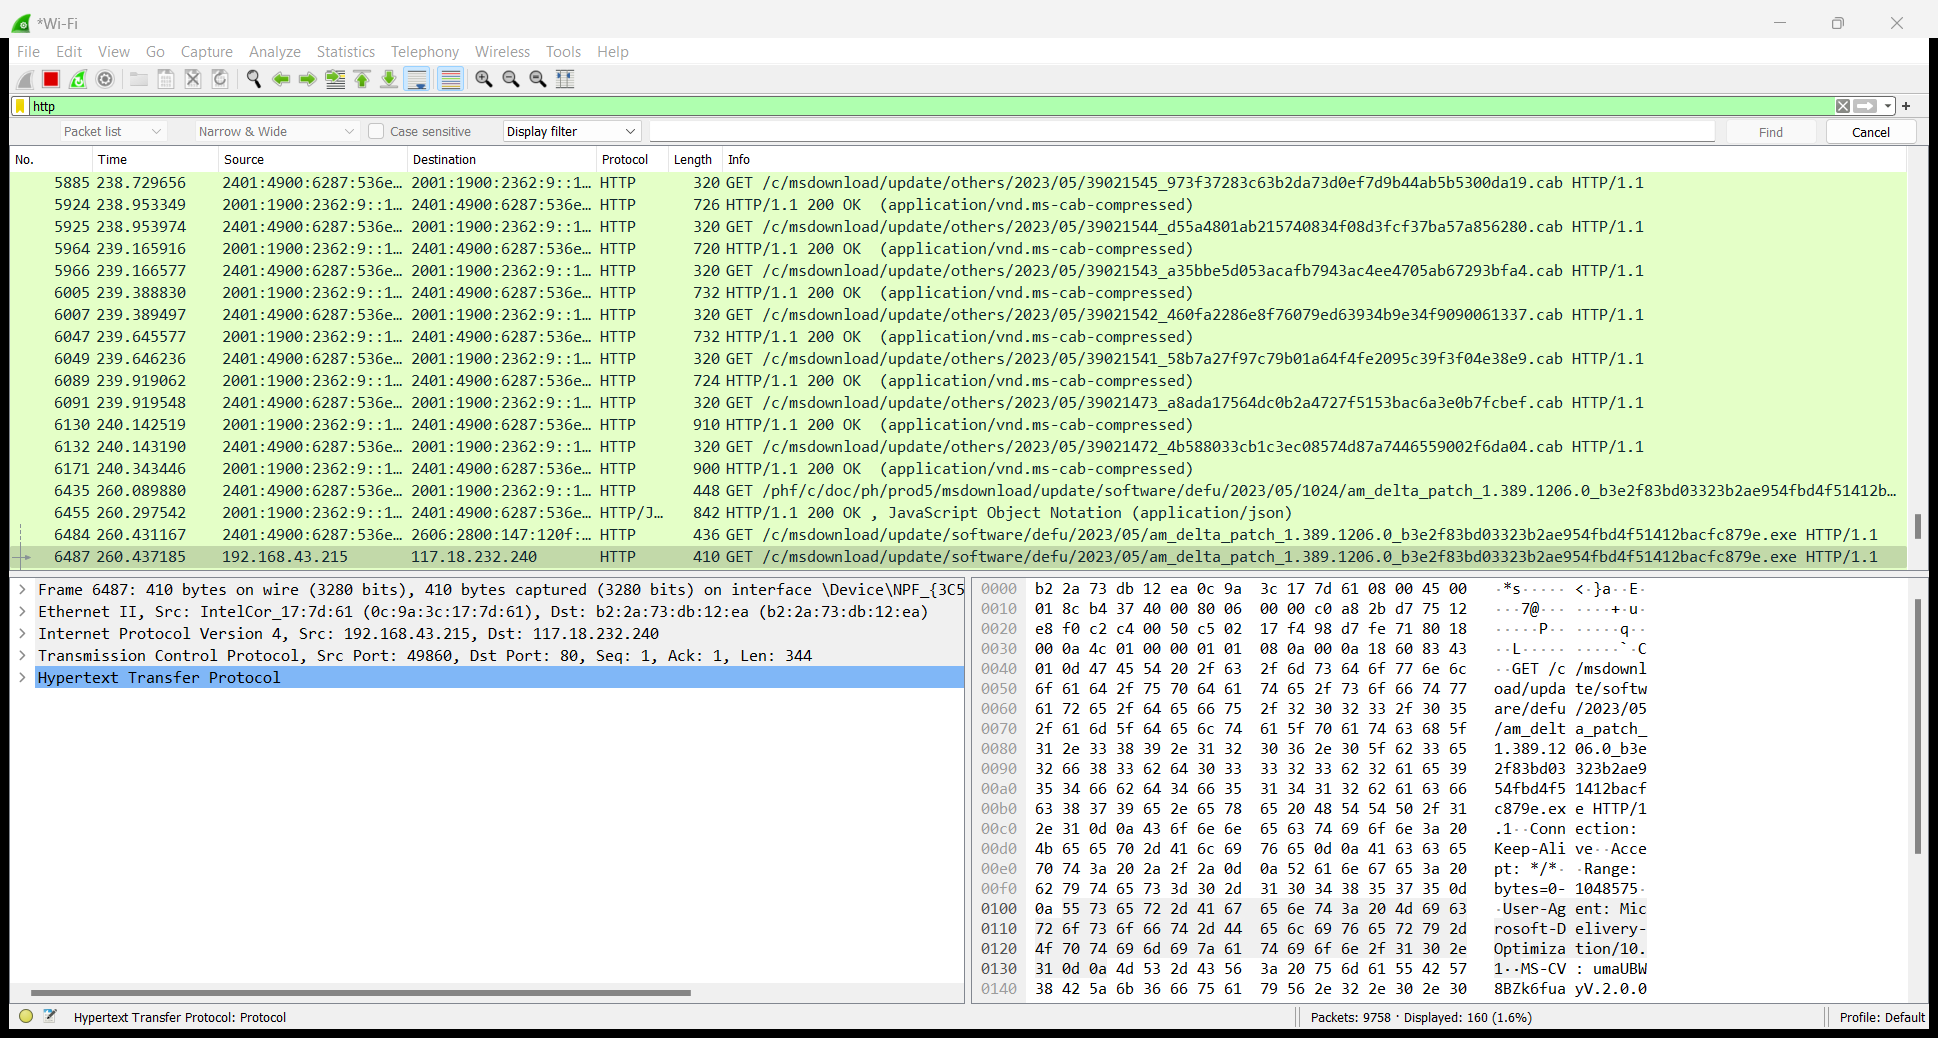 *Wi-Fi
File Edit View Go Capture Analyze Statistics Telephony Wireless Tools Help
http
Packet list Narrow & Wide Case sensitive Display filter Find Cancel
No. Time Source Destination Protocol Length Info
5885 238.729656 2401:4900:6287:536e… 2001:1900:2362:9::1… HTTP 320 GET /c/msdownload/update/others/2023/05/39021545_973f37283c63b2da73d0ef7d9b44ab5b5300da19.cab HTTP/1.1
5924 238.953349 2001:1900:2362:9::1… 2401:4900:6287:536e… HTTP 726 HTTP/1.1 200 OK (application/vnd.ms-cab-compressed)
5925 238.953974 2401:4900:6287:536e… 2001:1900:2362:9::1… HTTP 320 GET /c/msdownload/update/others/2023/05/39021544_d55a4801ab215740834f08d3fcf37ba57a856280.cab HTTP/1.1
5964 239.165916 2001:1900:2362:9::1… 2401:4900:6287:536e… HTTP 720 HTTP/1.1 200 OK (application/vnd.ms-cab-compressed)
5966 239.166577 2401:4900:6287:536e… 2001:1900:2362:9::1… HTTP 320 GET /c/msdownload/update/others/2023/05/39021543_a35bbe5d053acafb7943ac4ee4705ab67293bfa4.cab HTTP/1.1
6005 239.388830 2001:1900:2362:9::1… 2401:4900:6287:536e… HTTP 732 HTTP/1.1 200 OK (application/vnd.ms-cab-compressed)
6007 239.389497 2401:4900:6287:536e… 2001:1900:2362:9::1… HTTP 320 GET /c/msdownload/update/others/2023/05/39021542_460fa2286e8f76079ed63934b9e34f9090061337.cab HTTP/1.1
6047 239.645577 2001:1900:2362:9::1… 2401:4900:6287:536e… HTTP 732 HTTP/1.1 200 OK (application/vnd.ms-cab-compressed)
6049 239.646236 2401:4900:6287:536e… 2001:1900:2362:9::1… HTTP 320 GET /c/msdownload/update/others/2023/05/39021541_58b7a27f97c79b01a64f4fe2095c39f3f04e38e9.cab HTTP/1.1
6089 239.919062 2001:1900:2362:9::1… 2401:4900:6287:536e… HTTP 724 HTTP/1.1 200 OK (application/vnd.ms-cab-compressed)
6091 239.919548 2401:4900:6287:536e… 2001:1900:2362:9::1… HTTP 320 GET /c/msdownload/update/others/2023/05/39021473_a8ada17564dc0b2a4727f5153bac6a3e0b7fcbef.cab HTTP/1.1
6130 240.142519 2001:1900:2362:9::1… 2401:4900:6287:536e… HTTP 910 HTTP/1.1 200 OK (application/vnd.ms-cab-compressed)
6132 240.143190 2401:4900:6287:536e… 2001:1900:2362:9::1… HTTP 320 GET /c/msdownload/update/others/2023/05/39021472_4b588033cb1c3ec08574d87a7446559002f6da04.cab HTTP/1.1
6171 240.343446 2001:1900:2362:9::1… 2401:4900:6287:536e… HTTP 900 HTTP/1.1 200 OK (application/vnd.ms-cab-compressed)
6435 260.089880 2401:4900:6287:536e… 2001:1900:2362:9::1… HTTP 448 GET /phf/c/doc/ph/prod5/msdownload/update/software/defu/2023/05/1024/am_delta_patch_1.389.1206.0_b3e2f83bd03323b2ae954fbd4f51412b…
6455 260.297542 2001:1900:2362:9::1… 2401:4900:6287:536e… HTTP/J… 842 HTTP/1.1 200 OK , JavaScript Object Notation (application/json)
6484 260.431167 2401:4900:6287:536e… 2606:2800:147:120f:… HTTP 436 GET /c/msdownload/update/software/defu/2023/05/am_delta_patch_1.389.1206.0_b3e2f83bd03323b2ae954fbd4f51412bacfc879e.exe HTTP/1.1
6487 260.437185 192.168.43.215 117.18.232.240 HTTP 410 GET /c/msdownload/update/software/defu/2023/05/am_delta_patch_1.389.1206.0_b3e2f83bd03323b2ae954fbd4f51412bacfc879e.exe HTTP/1.1
Frame 6487: 410 bytes on wire (3280 bits), 410 bytes captured (3280 bits) on interface \Device\NPF_{3C5
Ethernet II, Src: IntelCor_17:7d:61 (0c:9a:3c:17:7d:61), Dst: b2:2a:73:db:12:ea (b2:2a:73:db:12:ea)
Internet Protocol Version 4, Src: 192.168.43.215, Dst: 117.18.232.240
Transmission Control Protocol, Src Port: 49860, Dst Port: 80, Seq: 1, Ack: 1, Len: 344
Hypertext Transfer Protocol
0000 b2 2a 73 db 12 ea 0c 9a 3c 17 7d 61 08 00 45 00 ·*s····· <·}a··E·
0010 01 8c b4 37 40 00 80 06 00 00 c0 a8 2b d7 75 12 ···7@··· ····+·u·
0020 e8 f0 c2 c4 00 50 c5 02 17 f4 98 d7 fe 71 80 18 ·····P·· ·····q··
0030 00 0a 4c 01 00 00 01 01 08 0a 00 0a 18 60 83 43 ··L····· ·····`·C
0040 01 0d 47 45 54 20 2f 63 2f 6d 73 64 6f 77 6e 6c ··GET /c /msdownl
0050 6f 61 64 2f 75 70 64 61 74 65 2f 73 6f 66 74 77 oad/upda te/softw
0060 61 72 65 2f 64 65 66 75 2f 32 30 32 33 2f 30 35 are/defu /2023/05
0070 2f 61 6d 5f 64 65 6c 74 61 5f 70 61 74 63 68 5f /am_delt a_patch_
0080 31 2e 33 38 39 2e 31 32 30 36 2e 30 5f 62 33 65 1.389.12 06.0_b3e
0090 32 66 38 33 62 64 30 33 33 32 33 62 32 61 65 39 2f83bd03 323b2ae9
00a0 35 34 66 62 64 34 66 35 31 34 31 32 62 61 63 66 54fbd4f5 1412bacf
00b0 63 38 37 39 65 2e 65 78 65 20 48 54 54 50 2f 31 c879e.ex e HTTP/1
00c0 2e 31 0d 0a 43 6f 6e 6e 65 63 74 69 6f 6e 3a 20 .1··Conn ection:
00d0 4b 65 65 70 2d 41 6c 69 76 65 0d 0a 41 63 63 65 Keep-Ali ve··Acce
00e0 70 74 3a 20 2a 2f 2a 0d 0a 52 61 6e 67 65 3a 20 pt: */*· ·Range:
00f0 62 79 74 65 73 3d 30 2d 31 30 34 38 35 37 35 0d bytes=0- 1048575·
0100 0a 55 73 65 72 2d 41 67 65 6e 74 3a 20 4d 69 63 ·User-Ag ent: Mic
0110 72 6f 73 6f 66 74 2d 44 65 6c 69 76 65 72 79 2d rosoft-D elivery-
0120 4f 70 74 69 6d 69 7a 61 74 69 6f 6e 2f 31 30 2e Optimiza tion/10.
0130 31 0d 0a 4d 53 2d 43 56 3a 20 75 6d 61 55 42 57 1··MS-CV : umaUBW
0140 38 42 5a 6b 36 66 75 61 79 56 2e 32 2e 30 2e 30 8BZk6fua yV.2.0.0
Hypertext Transfer Protocol: Protocol Packets: 9758 · Displayed: 160 (1.6%) Profile: Default